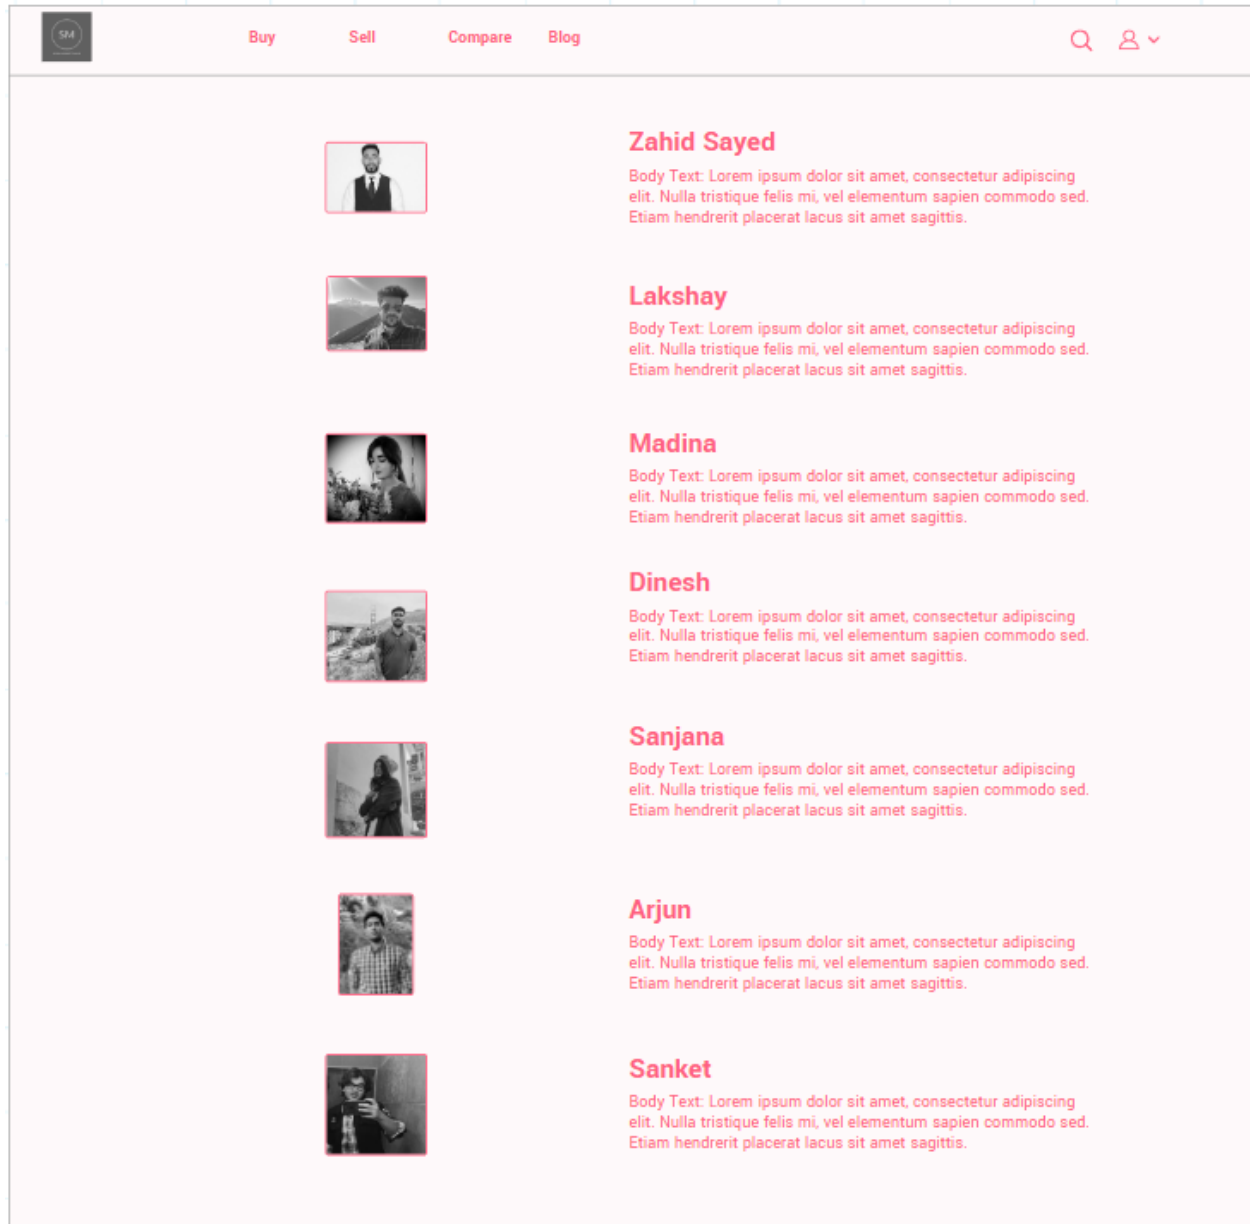 SM
Buy Sell Compare Blog
Zahid Sayed
Body Text: Lorem ipsum dolor sit amet, consectetur adipiscing
elit. Nulla tristique felis mi, vel elementum sapien commodo sed.
Etiam hendrerit placerat lacus sit amet sagittis.
Lakshay
Body Text: Lorem ipsum dolor sit amet, consectetur adipiscing
elit. Nulla tristique felis mi, vel elementum sapien commodo sed.
Etiam hendrerit placerat lacus sit amet sagittis.
Madina
Body Text: Lorem ipsum dolor sit amet, consectetur adipiscing
elit. Nulla tristique felis mi, vel elementum sapien commodo sed.
Etiam hendrerit placerat lacus sit amet sagittis.
Dinesh
Body Text: Lorem ipsum dolor sit amet, consectetur adipiscing
elit. Nulla tristique felis mi, vel elementum sapien commodo sed.
Etiam hendrerit placerat lacus sit amet sagittis.
Sanjana
Body Text: Lorem ipsum dolor sit amet, consectetur adipiscing
elit. Nulla tristique felis mi, vel elementum sapien commodo sed.
Etiam hendrerit placerat lacus sit amet sagittis.
Arjun
Body Text: Lorem ipsum dolor sit amet, consectetur adipiscing
elit. Nulla tristique felis mi, vel elementum sapien commodo sed.
Etiam hendrerit placerat lacus sit amet sagittis.
Sanket
Body Text: Lorem ipsum dolor sit amet, consectetur adipiscing
elit. Nulla tristique felis mi, vel elementum sapien commodo sed.
Etiam hendrerit placerat lacus sit amet sagittis.